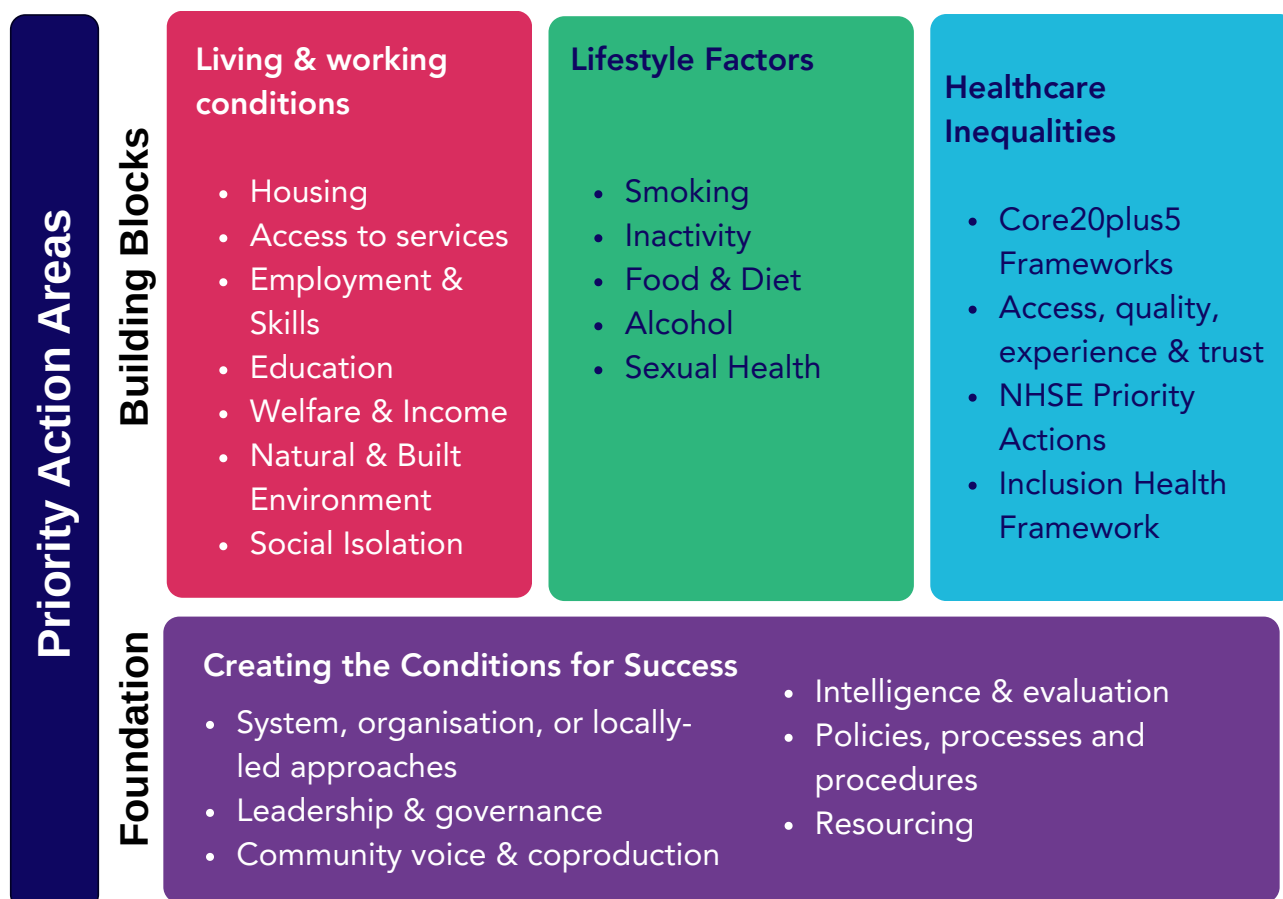 Priority Action Areas
Building Blocks
Living & working
conditions
• Housing
• Access to services
• Employment &
Skills
• Education
• Welfare & Income
• Natural & Built
Environment
• Social Isolation
Lifestyle Factors
• Smoking
• Inactivity
• Food & Diet
• Alcohol
• Sexual Health
Healthcare
Inequalities
• Core20plus5
Frameworks
• Access, quality,
experience & trust
• NHSE Priority
Actions
• Inclusion Health
Framework
Foundation
Creating the Conditions for Success
• System, organisation, or locally-
led approaches
• Leadership & governance
• Community voice & coproduction
• Intelligence & evaluation
• Policies, processes and
procedures
• Resourcing